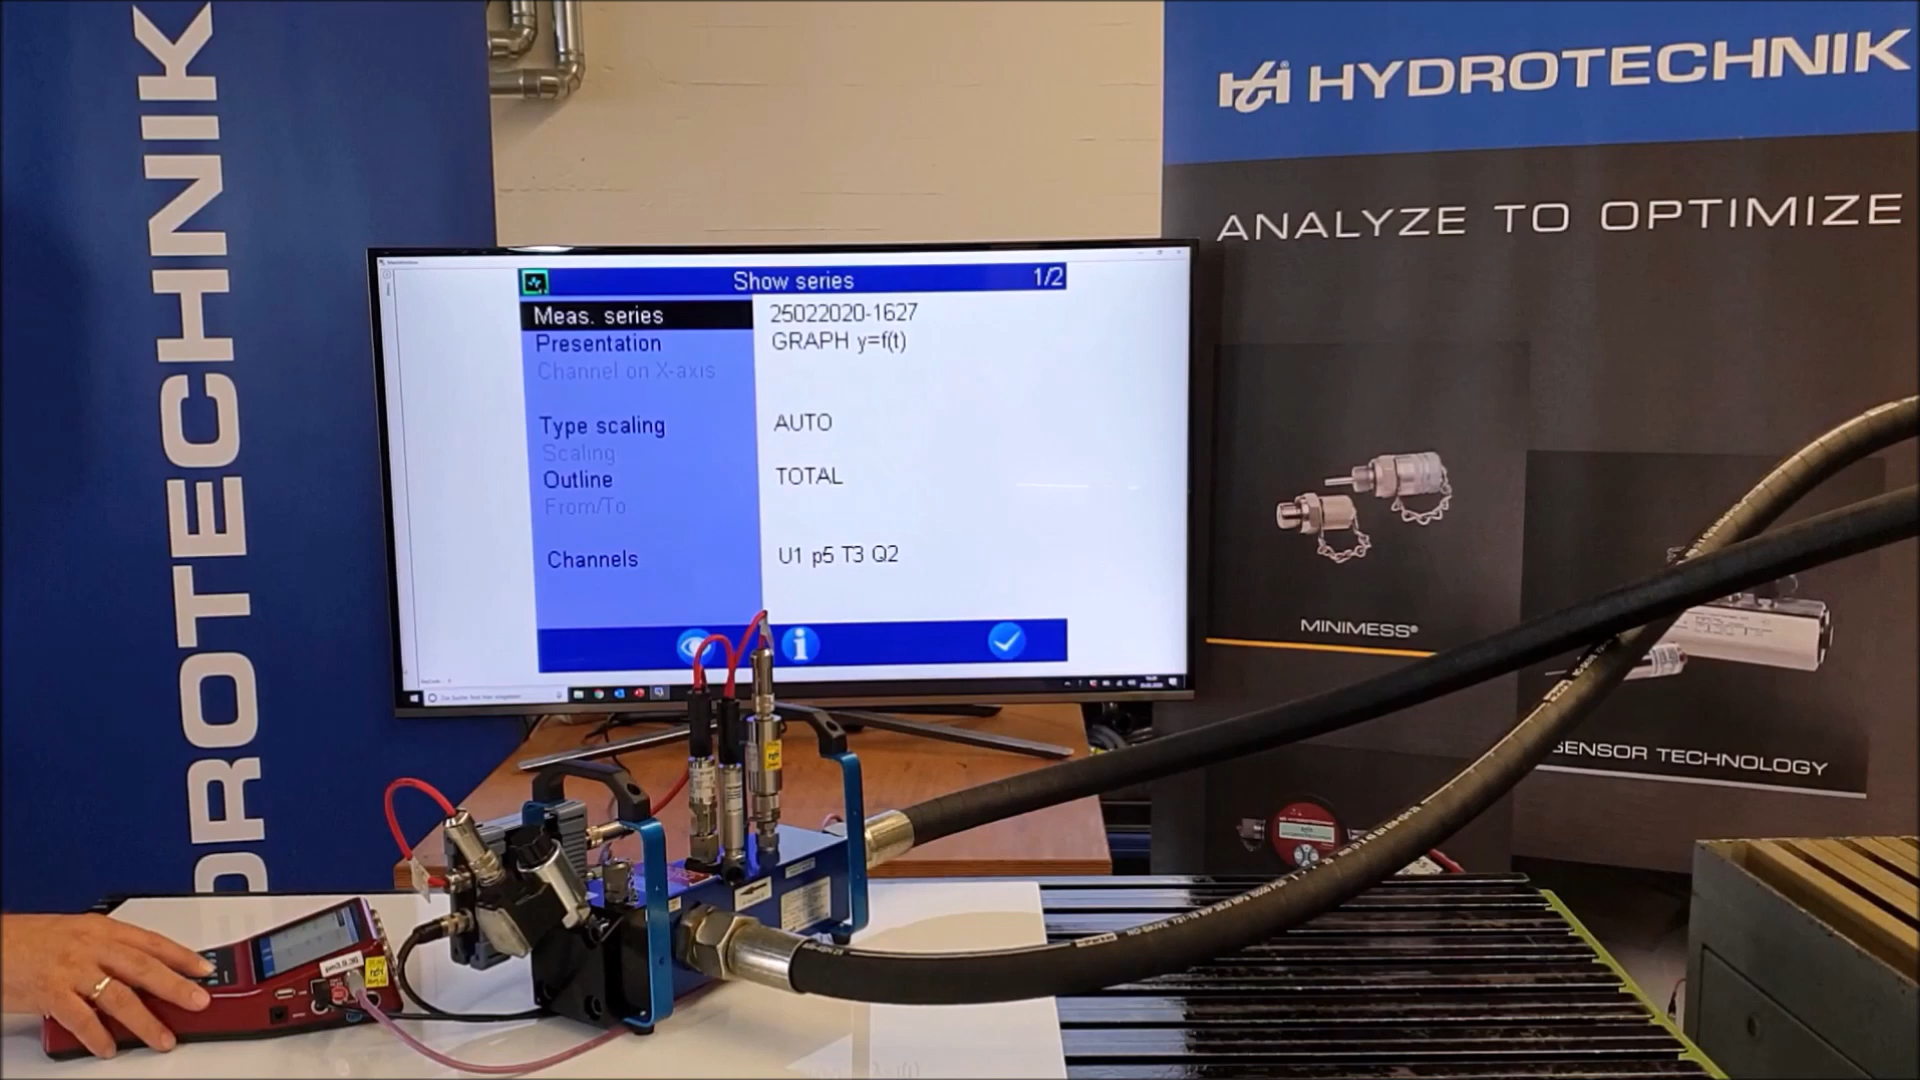 DROTECHNIK
HYDROTECHNIK
ANALYZE TO OPTIMIZE
Show series
1/2
Meas. series
25022020-1627
Presentation
GRAPH y=f(t)
Channel on X-axis
Type scaling
AUTO
Scaling
Outline
TOTAL
From/To
Channels
U1 p5 T3 Q2
MINIMESS®
SENSOR TECHNOLOGY